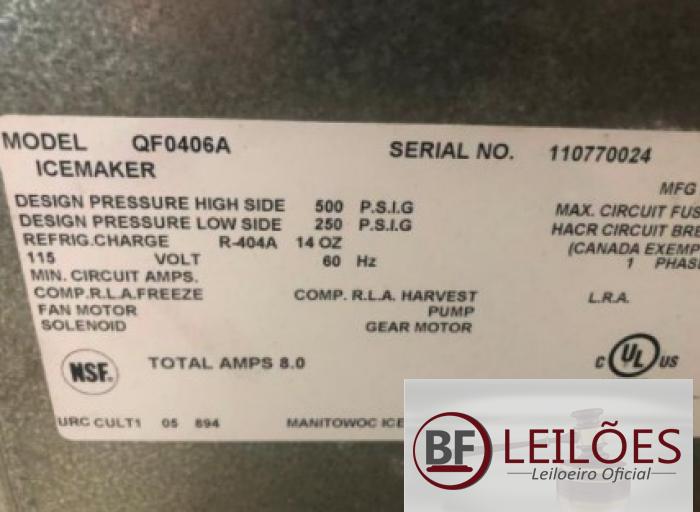 MODEL QF0406A SERIAL NO. 110770024
ICEMAKER
MFG
DESIGN PRESSURE HIGH SIDE 500 P.S.I.G
MAX. CIRCUIT FUS
DESIGN PRESSURE LOW SIDE 250 P.S.I.G
HACR CIRCUIT BRE
REFRIG.CHARGE R-404A 14 OZ
(CANADA EXEMP
115 VOLT 60 Hz
1 PHAS
MIN. CIRCUIT AMPS.
COMP.R.L.A.FREEZE COMP. R.L.A. HARVEST L.R.A.
FAN MOTOR PUMP
SOLENOID GEAR MOTOR
NSF. TOTAL AMPS 8.0 C UL US
URC CULT1 05 894 MANITOWOC ICE
BF LEILÕES
Leiloeiro Oficial